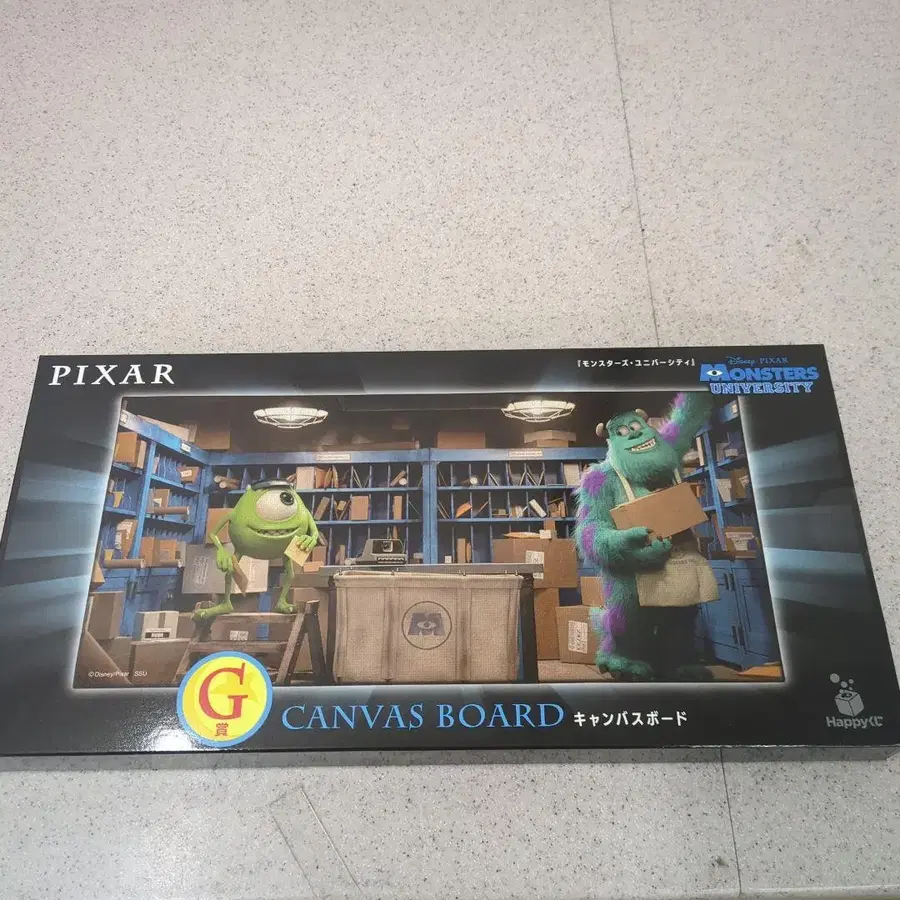 PIXAR
『モンスターズ・ユニバーシティ』
Disney・PIXAR
MONSTERS
UNIVERSITY
M
©Disney/Pixar SSU
G
賞
CANVAS BOARD キャンバスボード
Happyくじ